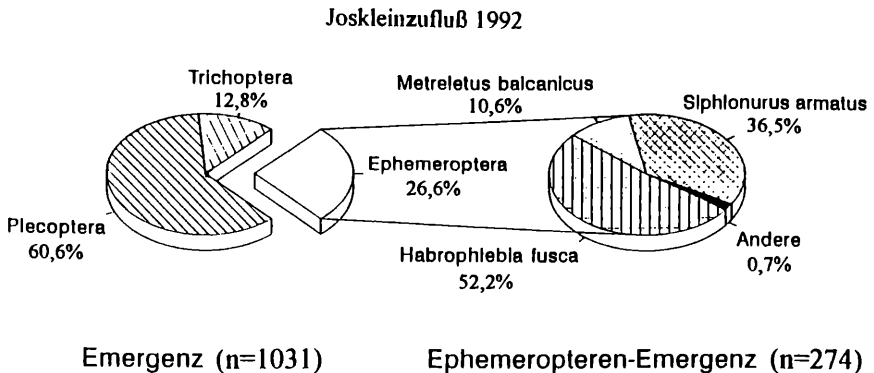 Joskleinzufluß 1992
Trichoptera
12,8%
Metreletus balcanicus
10,6%
Siphlonurus armatus
36,5%
Ephemeroptera
26,6%
Plecoptera
60,6%
Habrophlebia fusca
52,2%
Andere
0,7%
Emergenz (n=1031)
Ephemeropteren-Emergenz (n=274)